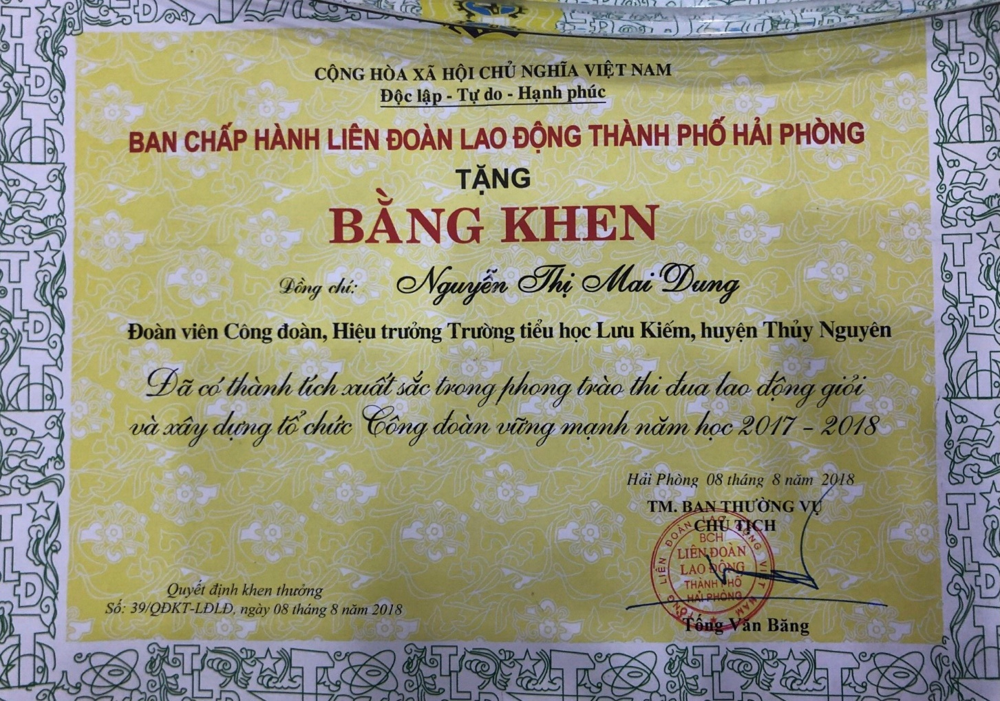 CỘNG HÒA XÃ HỘI CHỦ NGHĨA VIỆT NAM
Độc lập - Tự do - Hạnh phúc
BAN CHẤP HÀNH LIÊN ĐOÀN LAO ĐỘNG THÀNH PHỐ HẢI PHÒNG
TẶNG
BẰNG KHEN
Đồng chí: Nguyễn Thị Mai Dung
Đoàn viên Công đoàn, Hiệu trưởng Trường tiểu học Lưu Kiếm, huyện Thủy Nguyên
Đã có thành tích xuất sắc trong phong trào thi đua lao động giỏi
và xây dựng tổ chức Công đoàn vững mạnh năm học 2017 - 2018
Hải Phòng 08 tháng 8 năm 2018
TM. BAN THƯỜNG VỤ
CHỦ TỊCH
TỔNG LIÊN ĐOÀN LAO ĐỘNG VIỆT NAM
BCH
LIÊN ĐOÀN
LAO ĐỘNG
THÀNH PHỐ
HẢI PHÒNG
Tống Văn Băng
Quyết định khen thưởng
Số: 39/QĐKT-LĐLĐ, ngày 08 tháng 8 năm 2018